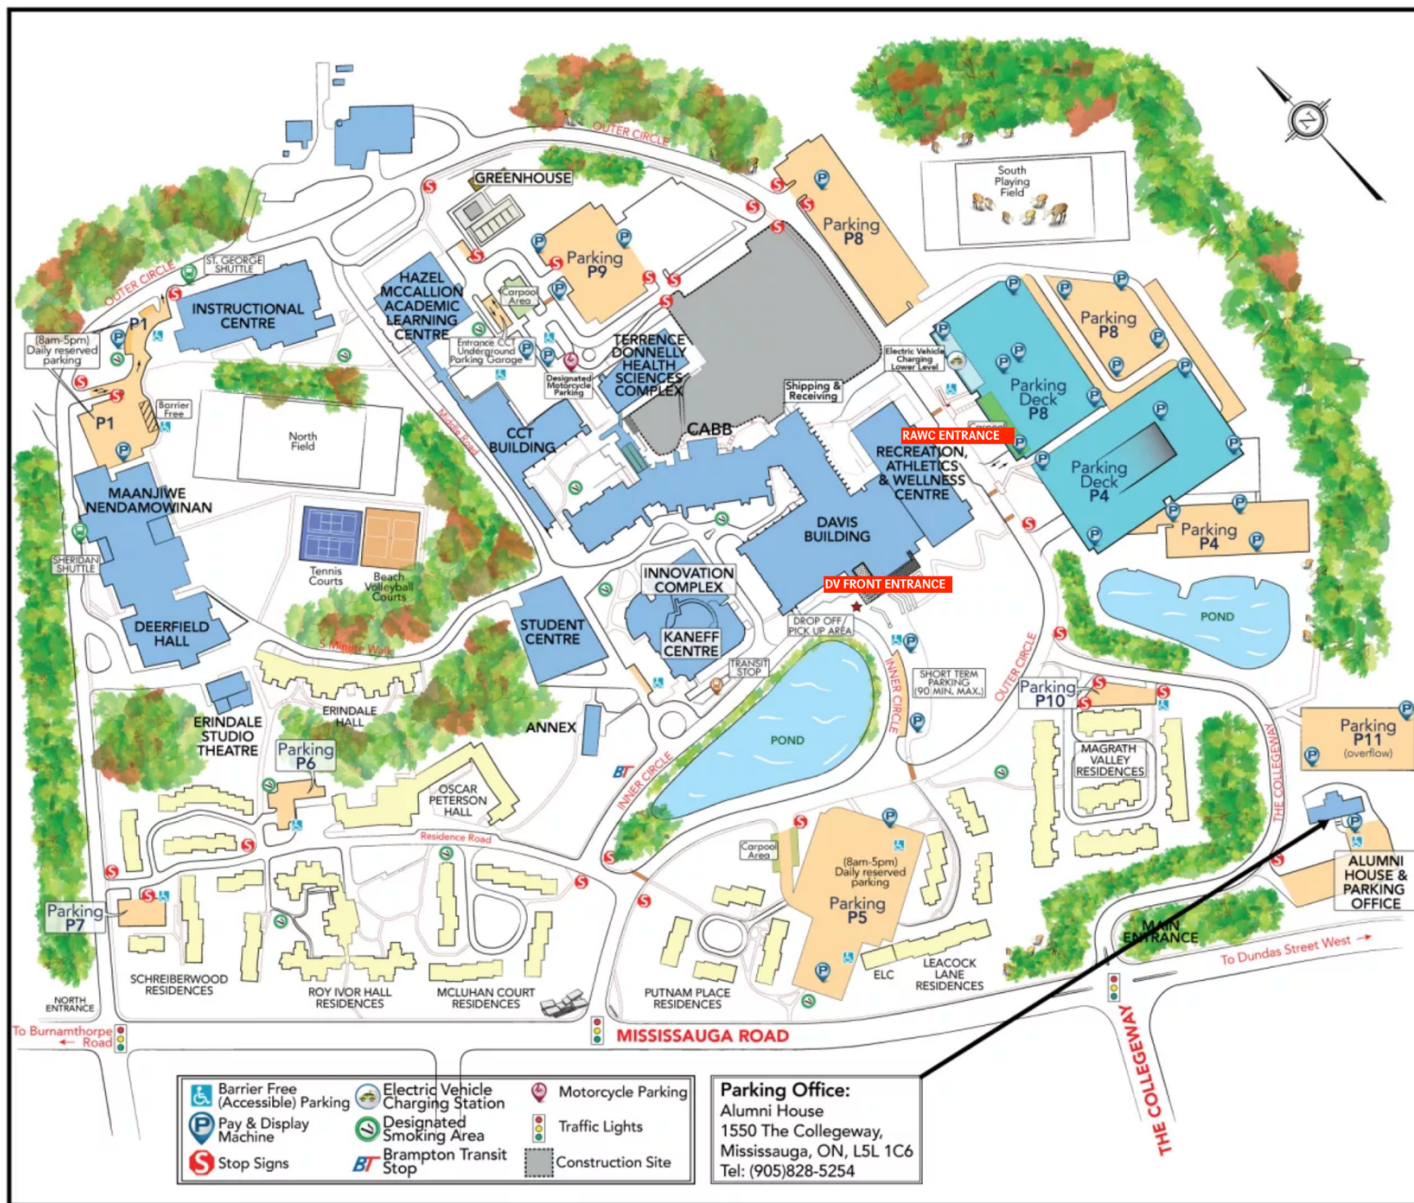 OUTER CIRCLE
GREENHOUSE
Parking
P8
South
Playing
Field
N
ST. GEORGE
SHUTTLE
OUTER CIRCLE
HAZEL
MCCALLION
ACADEMIC
LEARNING
CENTRE
Parking
P9
Carpool
Area
INSTRUCTIONAL
CENTRE
P1
(8am-5pm)
Daily reserved
parking
Entrance CCT
Underground
Parking Garage
TERRENCE
DONNELLY
HEALTH
SCIENCES
COMPLEX
Designated
Motorcycle
Parking
Electric Vehicle
Charging
Lower Level
Parking
P8
Shipping &
Receiving
Parking
Deck
P8
Barrier
Free
P1
North
Field
Middle Road
CCT
BUILDING
CABB
RAWC ENTRANCE
RECREATION,
ATHLETICS
& WELLNESS
CENTRE
Parking
Deck
P4
MAANJIWE
NENDAMOWINAN
DAVIS
BUILDING
Parking
P4
SHERIDAN
SHUTTLE
Tennis
Courts
Beach
Volleyball
Courts
INNOVATION
COMPLEX
DV FRONT ENTRANCE
DEERFIELD
HALL
STUDENT
CENTRE
KANEFF
CENTRE
DROP OFF/
PICK UP AREA
POND
5 Minute Walk
TRANSIT
STOP
INNER CIRCLE
SHORT TERM
PARKING
(90 MIN. MAX.)
OUTER CIRCLE
Parking
P10
ERINDALE
STUDIO
THEATRE
ERINDALE
HALL
ANNEX
POND
Parking
P6
MAGRATH
VALLEY
RESIDENCES
THE COLLEGEWAY
Parking
P11
(overflow)
BT
INNER CIRCLE
OSCAR
PETERSON
HALL
Residence Road
Carpool
Area
(8am-5pm)
Daily reserved
parking
Parking
P5
ALUMNI
HOUSE &
PARKING
OFFICE
Parking
P7
MAIN
ENTRANCE
To Dundas Street West
SCHREIBERWOOD
RESIDENCES
ROY IVOR HALL
RESIDENCES
MCLUHAN COURT
RESIDENCES
PUTNAM PLACE
RESIDENCES
ELC
LEACOCK
LANE
RESIDENCES
NORTH
ENTRANCE
To Burnamthorpe
Road
MISSISSAUGA ROAD
THE COLLEGEWAY
Barrier Free
(Accessible) Parking
Pay & Display
Machine
Stop Signs
Electric Vehicle
Charging Station
Designated
Smoking Area
BT Brampton Transit
Stop
Motorcycle Parking
Traffic Lights
Construction Site
Parking Office:
Alumni House
1550 The Collegeway,
Mississauga, ON, L5L 1C6
Tel: (905)828-5254